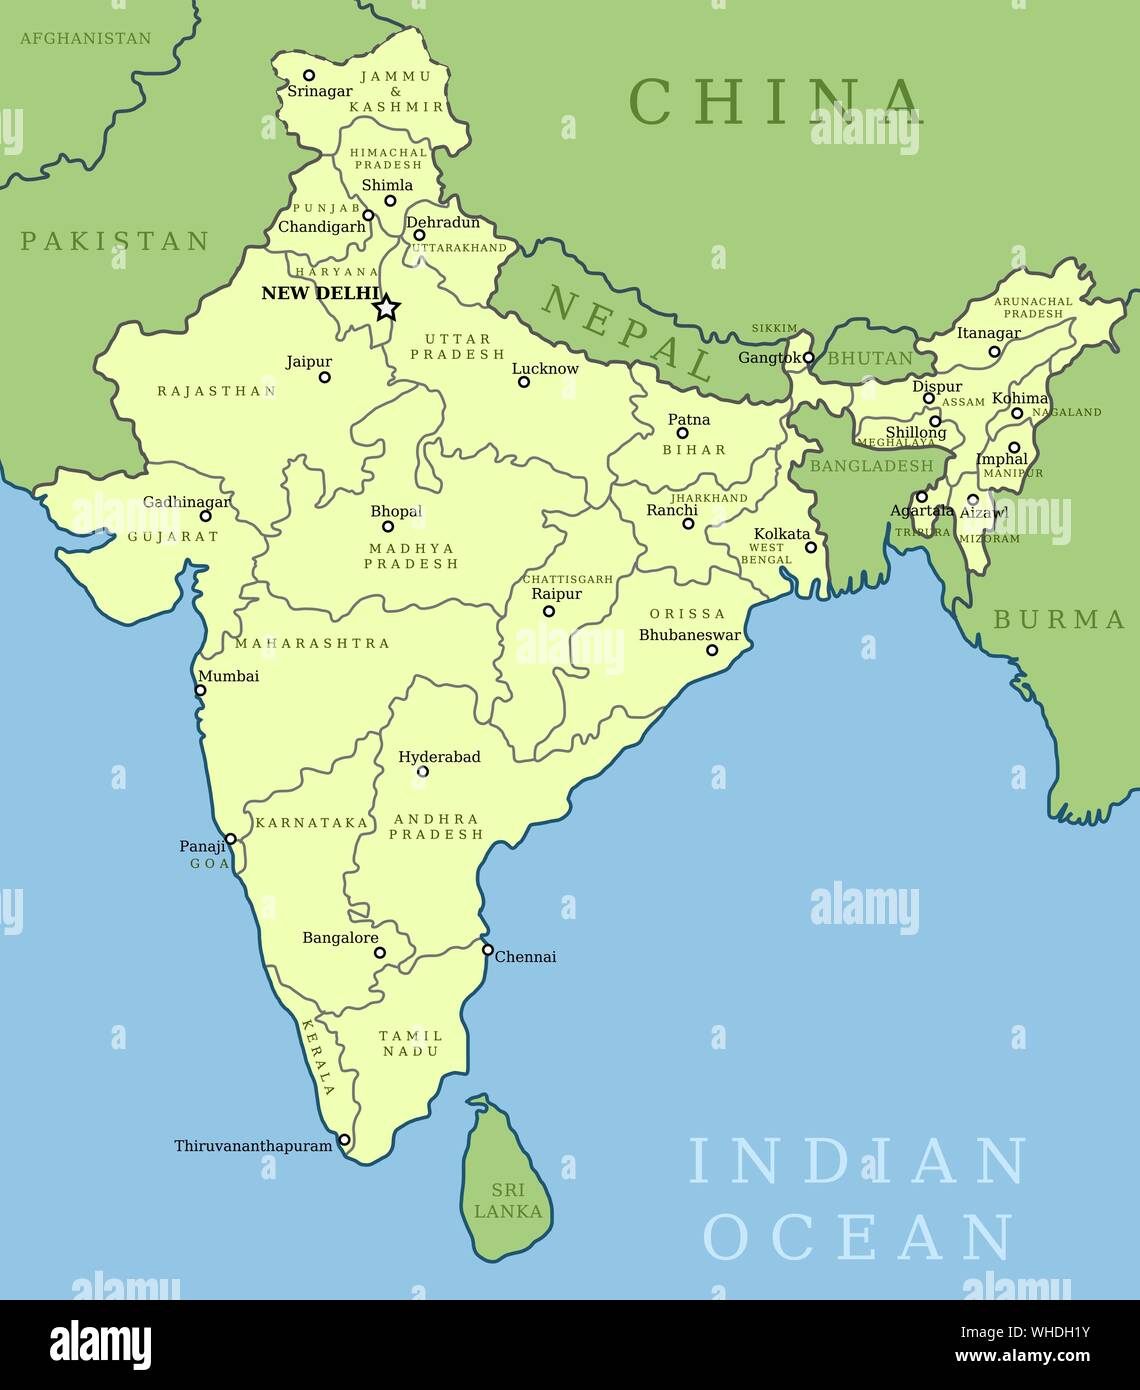 AFGHANISTAN
CHINA
JAMMU
&
KASHMIR
Srinagar
HIMACHAL
PRADESH
Shimla
PUNJAB
Chandigarh
Dehradun
UTTARAKHAND
PAKISTAN
HARYANA
NEW DELHI
NEPAL
SIKKIM
Gangtok
BHUTAN
ARUNACHAL
PRADESH
Itanagar
UTTAR
PRADESH
Lucknow
Jaipur
RAJASTHAN
Dispur
ASSAM
Kohima
NAGALAND
Patna
BIHAR
Shillong
MEGHALAYA
Imphal
MANIPUR
BANGLADESH
Gadhinagar
GUJARAT
Bhopal
MADHYA
PRADESH
JHARKHAND
Ranchi
Kolkata
WEST
BENGAL
Agartala
TRIPURA
Aizawl
MIZORAM
CHATTISGARH
Raipur
ORISSA
Bhubaneswar
BURMA
MAHARASHTRA
Mumbai
Hyderabad
ANDHRA
PRADESH
KARNATAKA
Panaji
GOA
Bangalore
Chennai
KERALA
TAMIL
NADU
Thiruvananthapuram
SRI
LANKA
INDIAN
OCEAN
alamy
Image ID: WHDH1Y
www.alamy.com